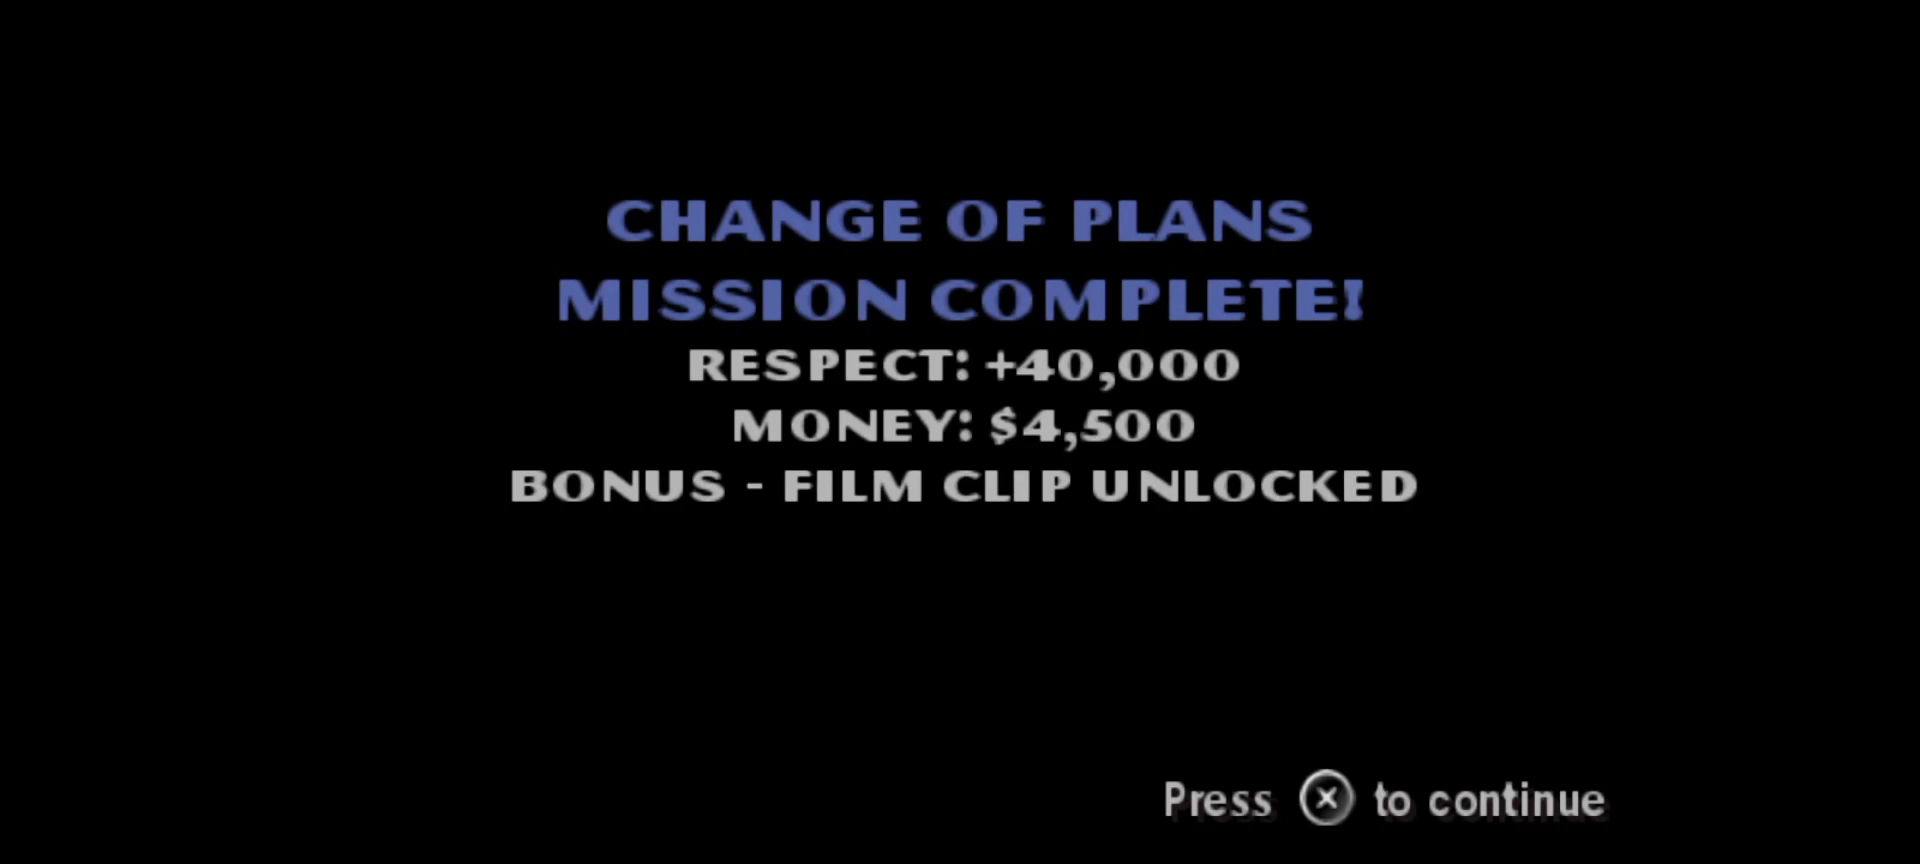 CHANGE OF PLANS
MISSION COMPLETE!
RESPECT: +40,000
MONEY: $4,500
BONUS - FILM CLIP UNLOCKED
Press ⓧ to continue